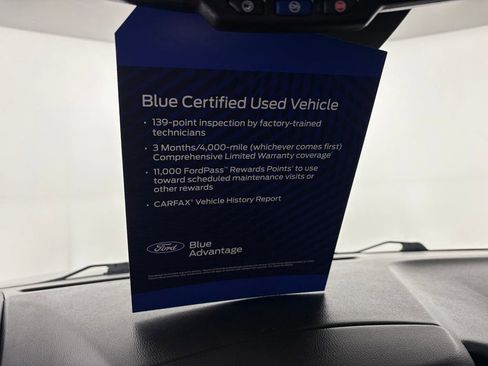 Blue Certified Used Vehicle
• 139-point inspection by factory-trained
technicians
• 3 Months/4,000-mile (whichever comes first)
Comprehensive Limited Warranty coverage*
• 11,000 FordPass™ Rewards Points† to use
toward scheduled maintenance visits or
other rewards
• CARFAX® Vehicle History Report
Ford
Blue
Advantage